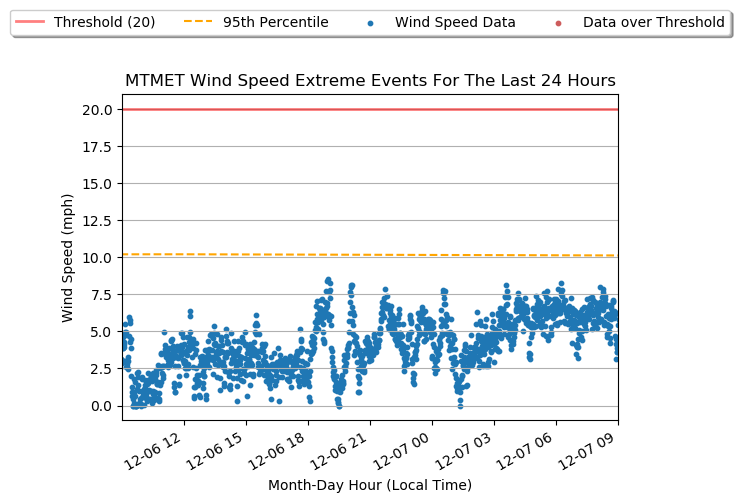 Threshold (20) 95th Percentile Wind Speed Data Data over Threshold
MTMET Wind Speed Extreme Events For The Last 24 Hours
Wind Speed (mph)
20.0
17.5
15.0
12.5
10.0
7.5
5.0
2.5
0.0
12-06 12 12-06 15 12-06 18 12-06 21 12-07 00 12-07 03 12-07 06 12-07 09
Month-Day Hour (Local Time)